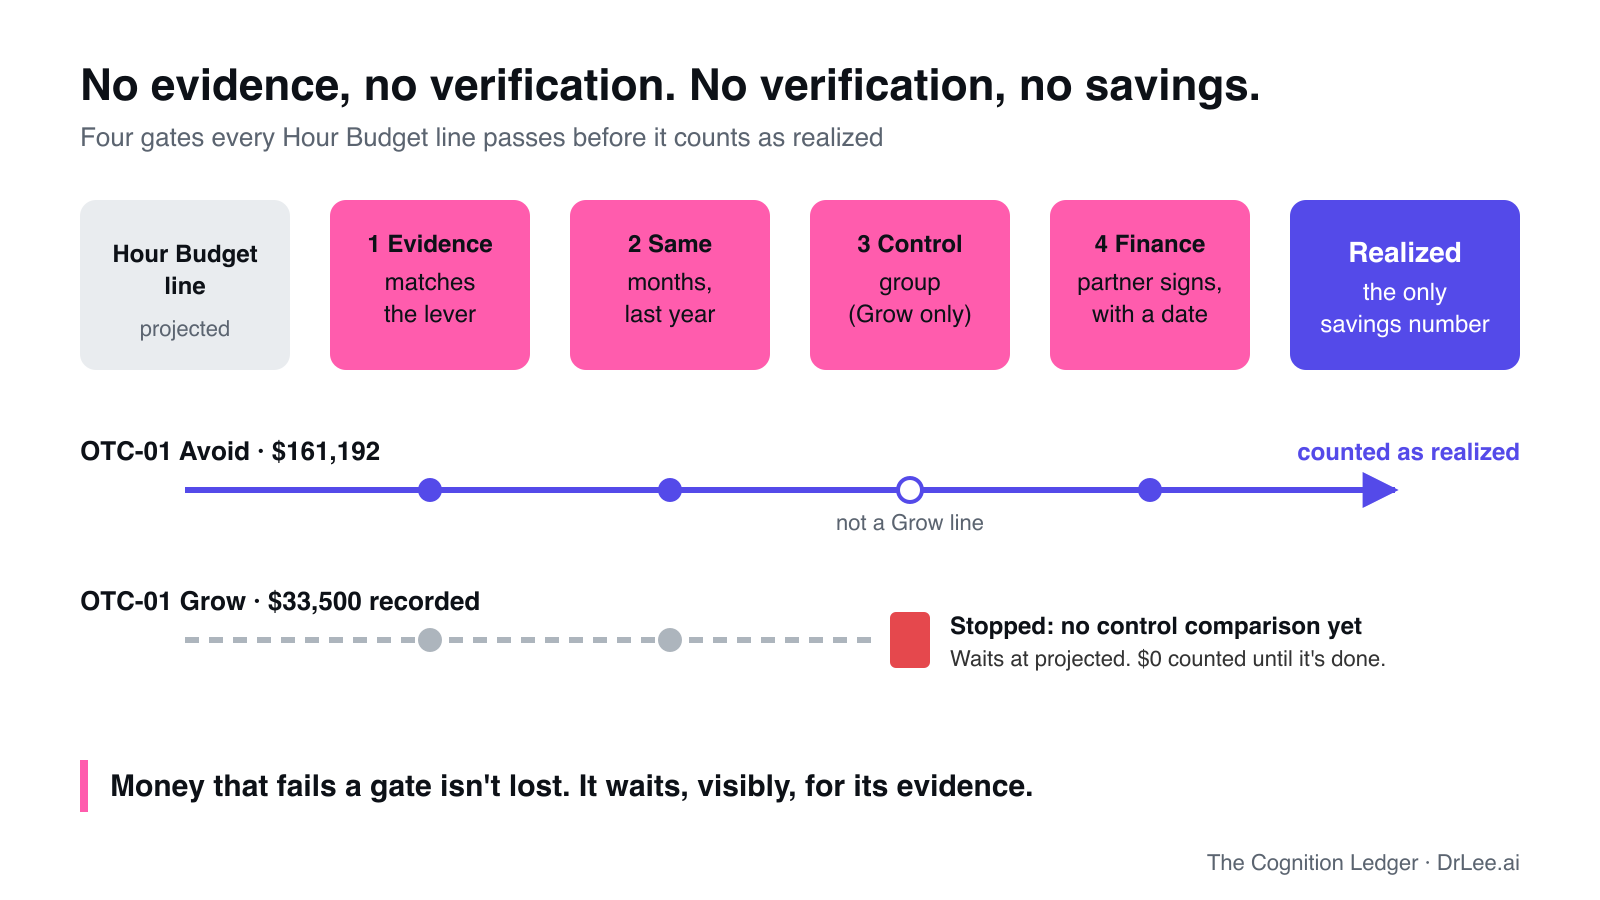 No evidence, no verification. No verification, no savings.
Four gates every Hour Budget line passes before it counts as realized
Hour Budget
line
projected
1 Evidence
matches
the lever
2 Same
months,
last year
3 Control
group
(Grow only)
4 Finance
partner signs,
with a date
Realized
the only
savings number
OTC-01 Avoid · $161,192
counted as realized
not a Grow line
OTC-01 Grow · $33,500 recorded
Stopped: no control comparison yet
Waits at projected. $0 counted until it's done.
Money that fails a gate isn't lost. It waits, visibly, for its evidence.
The Cognition Ledger · DrLee.ai